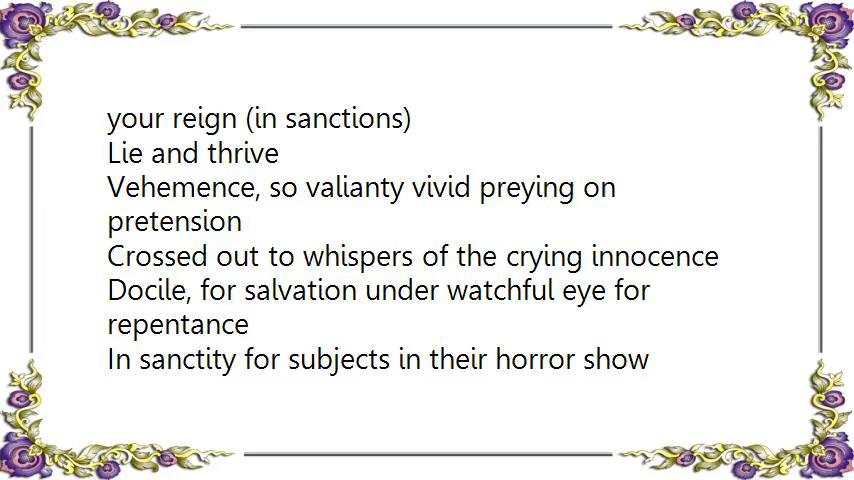 your reign (in sanctions)
Lie and thrive
Vehemence, so valianty vivid preying on
pretension
Crossed out to whispers of the crying innocence
Docile, for salvation under watchful eye for
repentance
In sanctity for subjects in their horror show